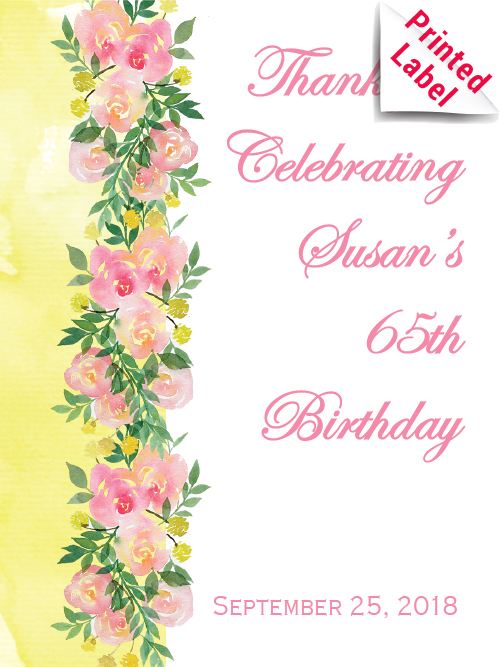 Printed
Label
Thank
Celebrating
Susan's
65th
Birthday
September 25, 2018